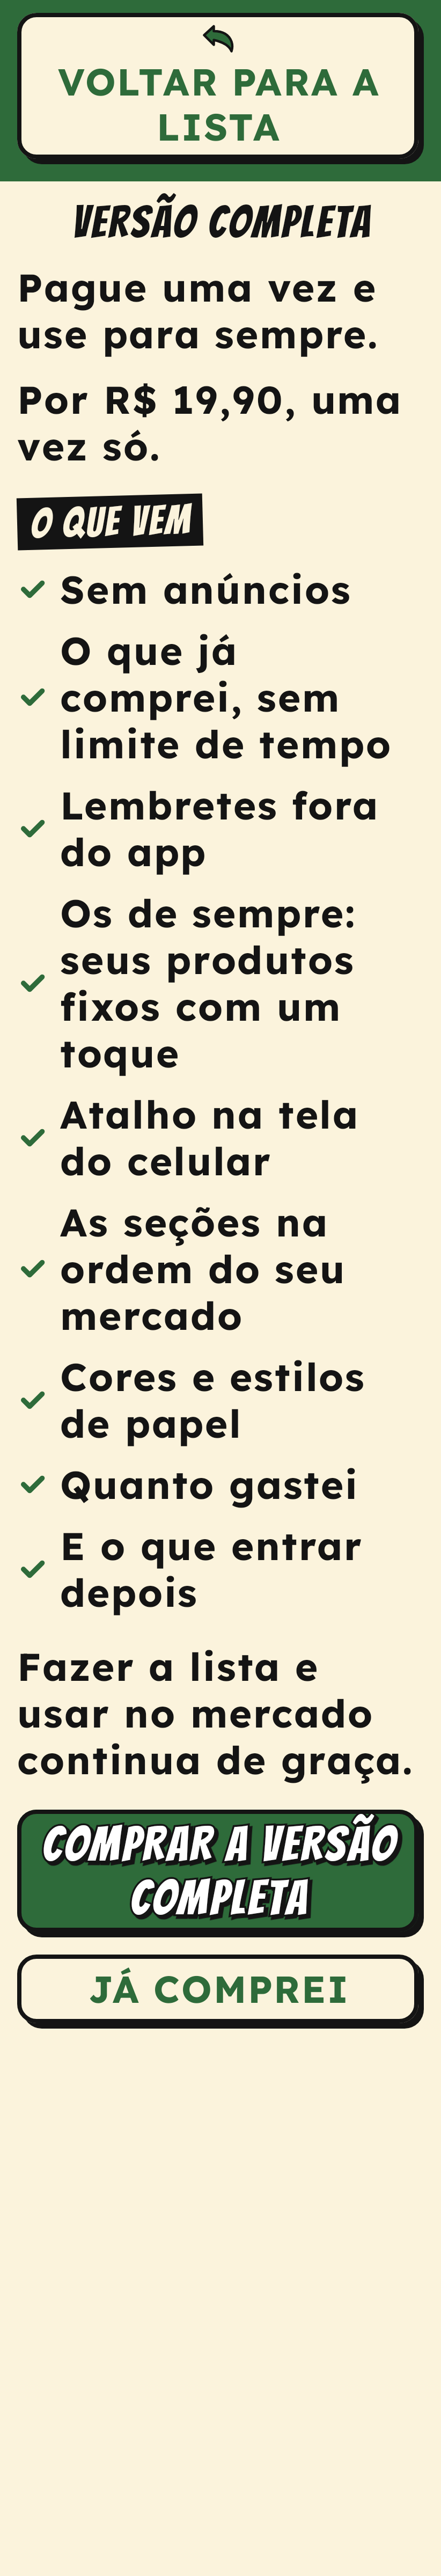 VOLTAR PARA A
LISTA
VERSÃO COMPLETA
Pague uma vez e
use para sempre.
Por R$ 19,90, uma
vez só.
O QUE VEM
Sem anúncios
O que já
comprei, sem
limite de tempo
Lembretes fora
do app
Os de sempre:
seus produtos
fixos com um
toque
Atalho na tela
do celular
As seções na
ordem do seu
mercado
Cores e estilos
de papel
Quanto gastei
E o que entrar
depois
Fazer a lista e
usar no mercado
continua de graça.
COMPRAR A VERSÃO
COMPLETA
JÁ COMPREI